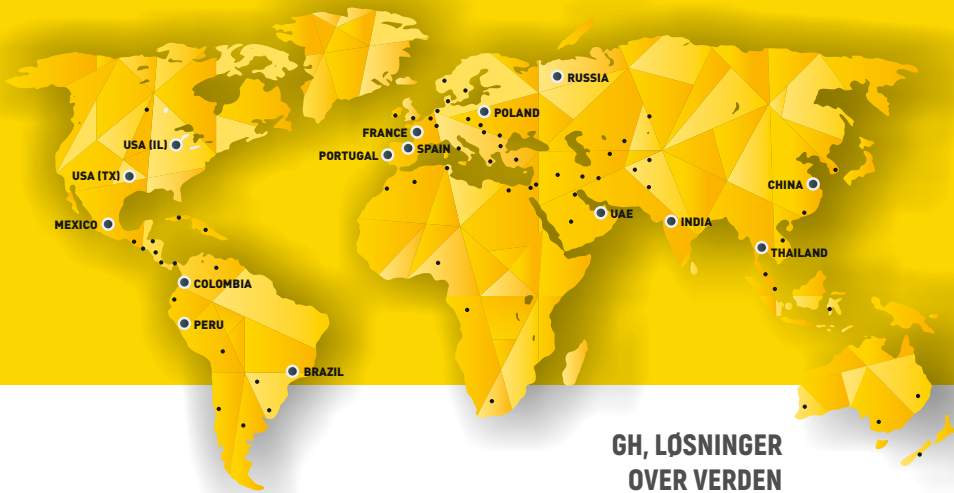 RUSSIA
POLAND
FRANCE
USA (IL)
SPAIN
PORTUGAL
USA (TX)
CHINA
UAE
MEXICO
INDIA
THAILAND
COLOMBIA
PERU
BRAZIL
GH, LØSNINGER
OVER VERDEN